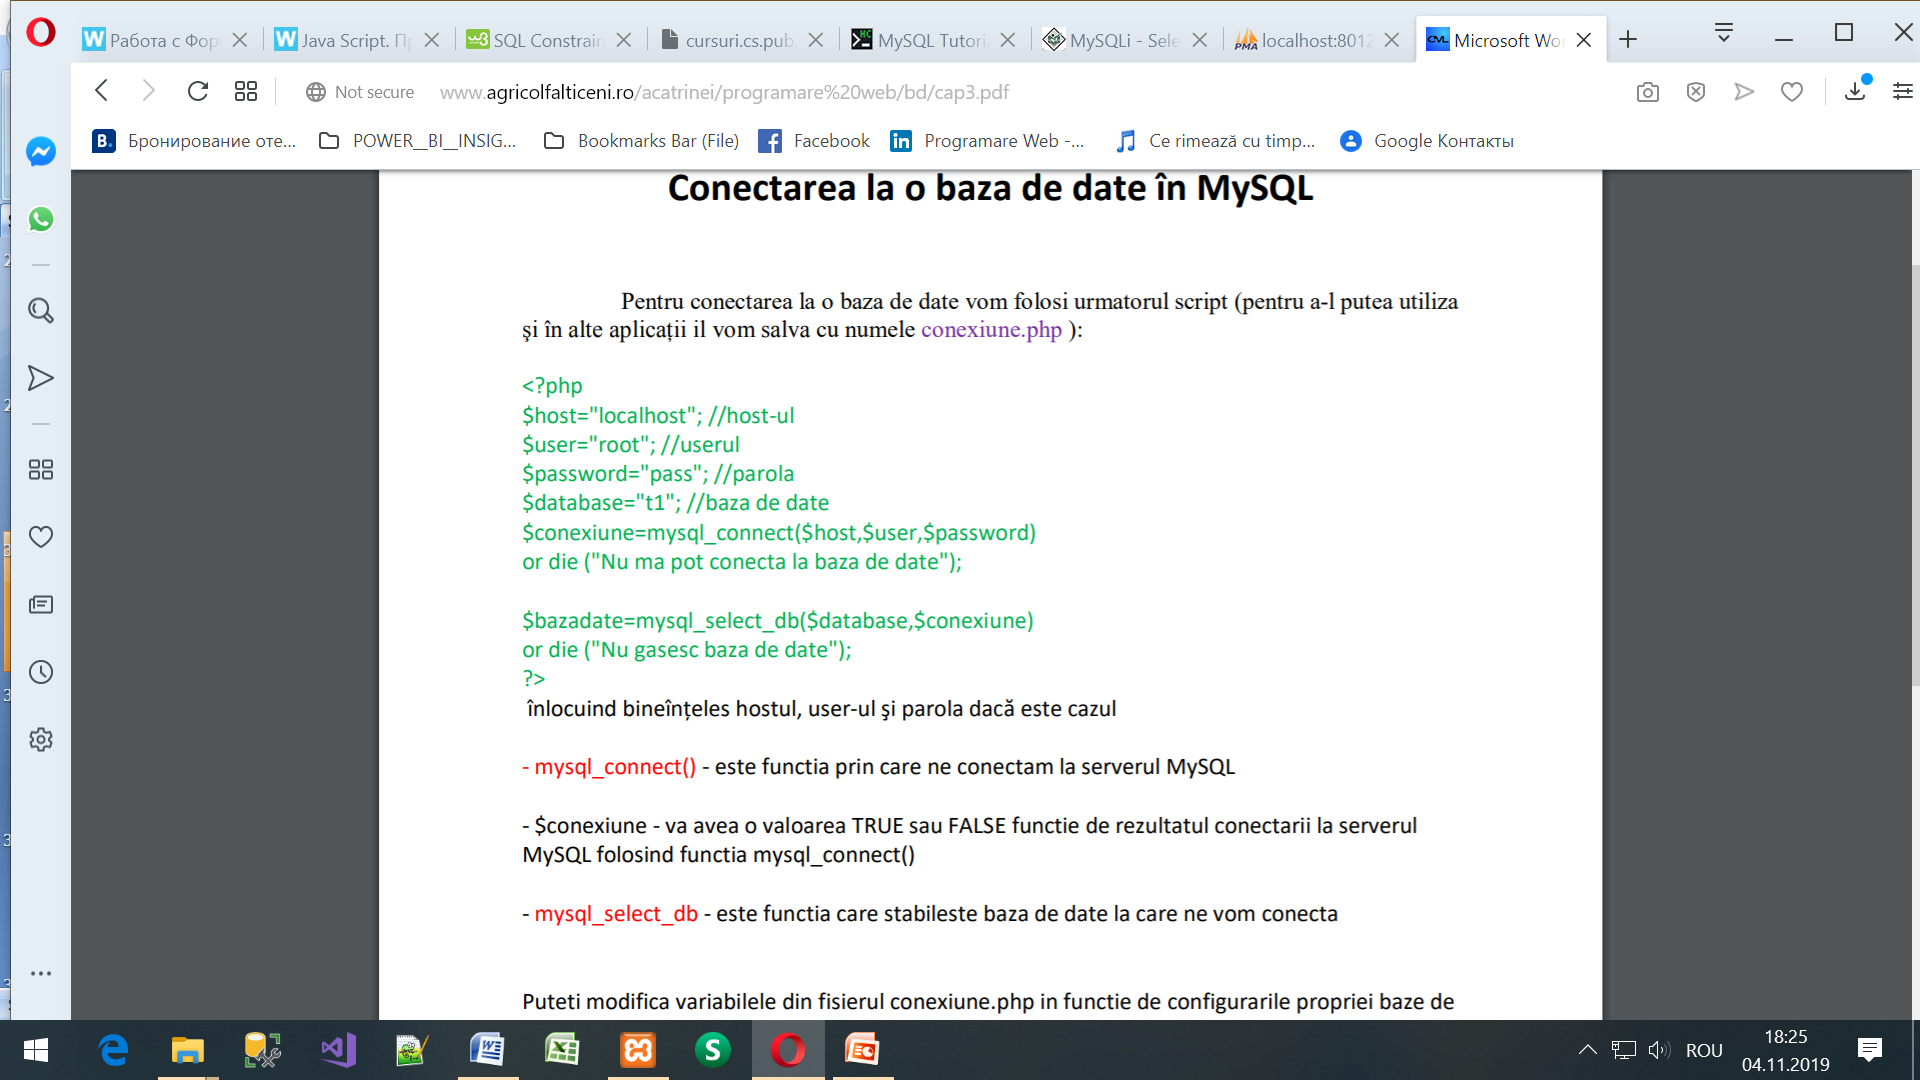 Работа с Фор
Java Script. П
SQL Constrain
cursuri.cs.pub.
MySQL Tutori
MySQLi - Sele
localhost:8012
Microsoft Wo
Not secure
www.agricolfalticeni.ro/acatrinei/programare%20web/bd/cap3.pdf
Бронирование оте...
POWER__BI__INSIG...
Bookmarks Bar (File)
Facebook
Programare Web -...
Ce rimează cu timp...
Google Контакты
Conectarea la o baza de date în MySQL
Pentru conectarea la o baza de date vom folosi urmatorul script (pentru a-l putea utiliza
şi în alte aplicații il vom salva cu numele conexiune.php ):
<?php
$host="localhost"; //host-ul
$user="root"; //userul
$password="pass"; //parola
$database="t1"; //baza de date
$conexiune=mysql_connect($host,$user,$password)
or die ("Nu ma pot conecta la baza de date");
$bazadate=mysql_select_db($database,$conexiune)
or die ("Nu gasesc baza de date");
?>
înlocuind bineînțeles hostul, user-ul şi parola dacă este cazul
- mysql_connect() - este functia prin care ne conectam la serverul MySQL
- $conexiune - va avea o valoarea TRUE sau FALSE functie de rezultatul conectarii la serverul
MySQL folosind functia mysql_connect()
- mysql_select_db - este functia care stabileste baza de date la care ne vom conecta
Puteti modifica variabilele din fisierul conexiune.php in functie de configurarile propriei baze de
ROU
18:25
04.11.2019